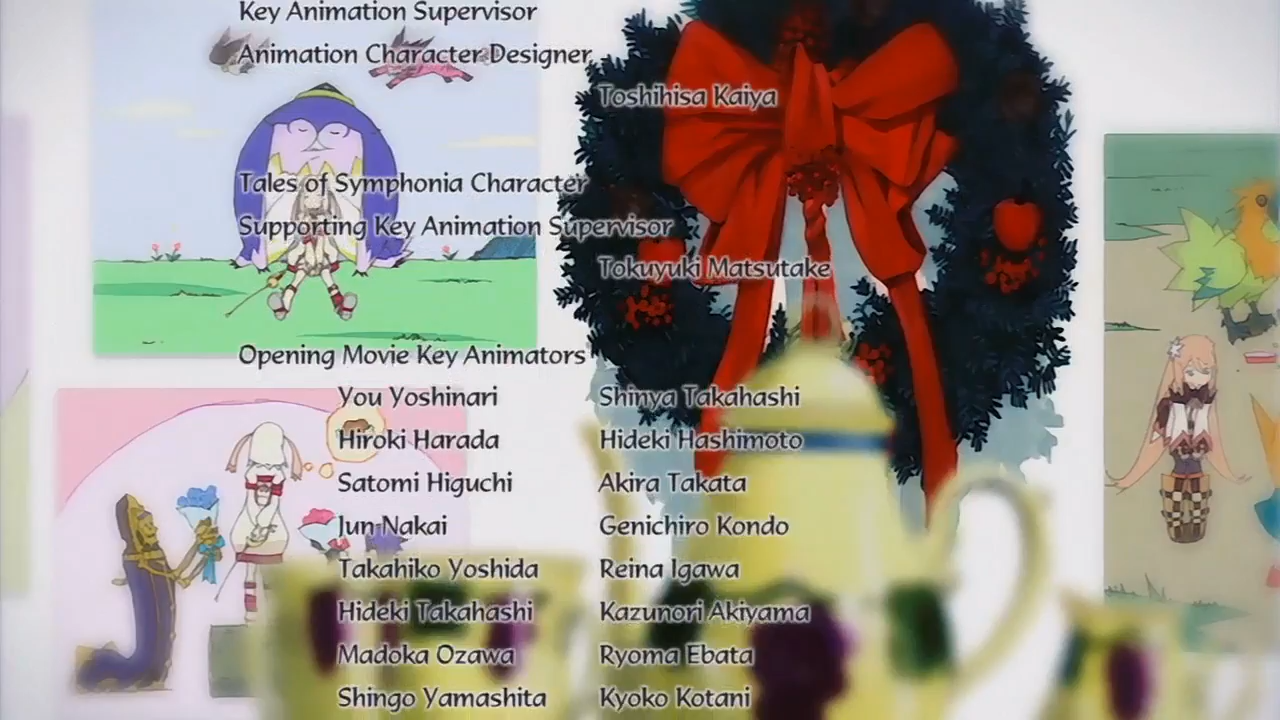 Key Animation Supervisor
Animation Character Designer
Toshihisa Kaiya
Tales of Symphonia Character
Supporting Key Animation Supervisor
Tokuyuki Matsutake
Opening Movie Key Animators
You Yoshinari Shinya Takahashi
Hiroki Harada Hideki Hashimoto
Satomi Higuchi Akira Takata
Jun Nakai Genichiro Kondo
Takahiko Yoshida Reina Igawa
Hideki Takahashi Kazunori Akiyama
Madoka Ozawa Ryoma Ebata
Shingo Yamashita Kyoko Kotani